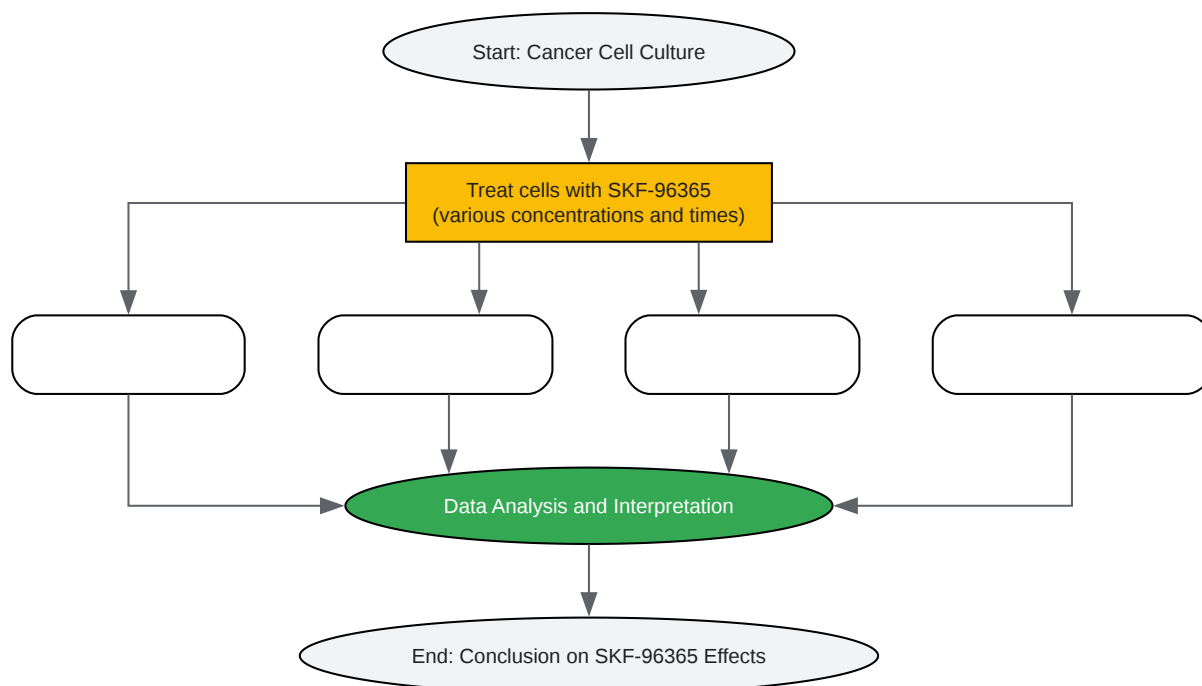 Start: Cancer Cell Culture
Treat cells with SKF-96365
(various concentrations and times)
Data Analysis and Interpretation
End: Conclusion on SKF-96365 Effects